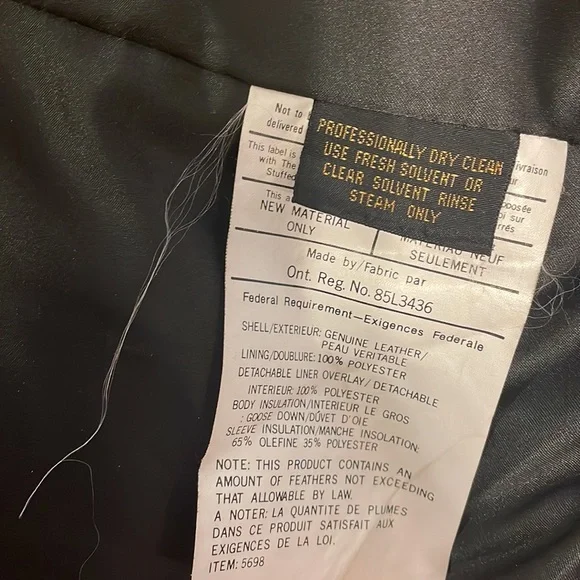 PROFESSIONALLY DRY CLEAN
USE FRESH SOLVENT OR
CLEAR SOLVENT RINSE
STEAM ONLY
Not to
delivered
This label is
with The
Stuffed
This a
NEW MATERIAL
ONLY
MATERIAU NEUF
SEULEMENT
Made by/Fabric par
Ont. Reg. No. 85L3436
Federal Requirement—Exigences Federale
SHELL/EXTERIEUR: GENUINE LEATHER/
PEAU VERITABLE
LINING/DOUBLURE: 100% POLYESTER
DETACHABLE LINER OVERLAY/DETACHABLE
INTERIEUR: 100% POLYESTER
BODY INSULATION/INTERIEUR LE GROS
: GOOSE DOWN/DÛVET D'OIE
SLEEVE INSULATION/MANCHE INSOLATION:
65% OLEFINE 35% POLYESTER
NOTE: THIS PRODUCT CONTAINS AN
AMOUNT OF FEATHERS NOT EXCEEDING
THAT ALLOWABLE BY LAW.
A NOTER: LA QUANTITE DE PLUMES
DANS CE PRODUIT SATISFAIT AUX
EXIGENCES DE LA LOI.
ITEM: 5698